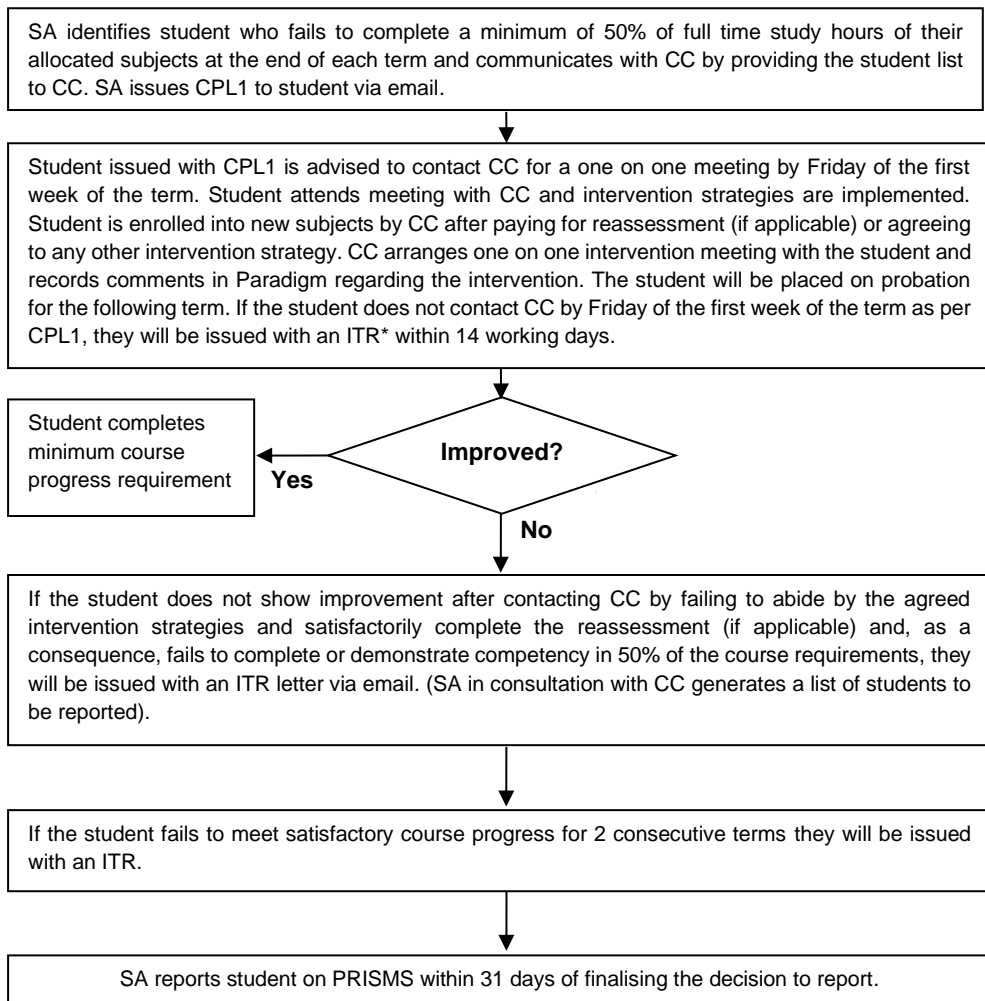 SA identifies student who fails to complete a minimum of 50% of full time study hours of their
allocated subjects at the end of each term and communicates with CC by providing the student list
to CC. SA issues CPL1 to student via email.
Student issued with CPL1 is advised to contact CC for a one on one meeting by Friday of the first
week of the term. Student attends meeting with CC and intervention strategies are implemented.
Student is enrolled into new subjects by CC after paying for reassessment (if applicable) or agreeing
to any other intervention strategy. CC arranges one on one intervention meeting with the student and
records comments in Paradigm regarding the intervention. The student will be placed on probation
for the following term. If the student does not contact CC by Friday of the first week of the term as per
CPL1, they will be issued with an ITR* within 14 working days.
Student completes
minimum course
progress requirement
Improved?
Yes
No
If the student does not show improvement after contacting CC by failing to abide by the agreed
intervention strategies and satisfactorily complete the reassessment (if applicable) and, as a
consequence, fails to complete or demonstrate competency in 50% of the course requirements, they
will be issued with an ITR letter via email. (SA in consultation with CC generates a list of students to
be reported).
If the student fails to meet satisfactory course progress for 2 consecutive terms they will be issued
with an ITR.
SA reports student on PRISMS within 31 days of finalising the decision to report.